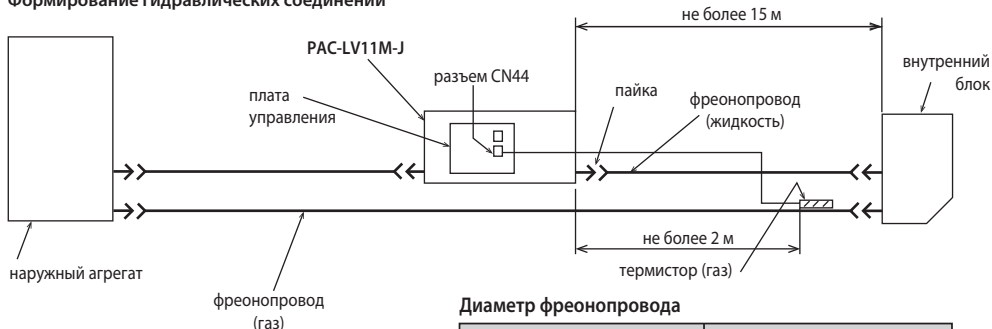 Формирование гидравлических соединений
не более 15 м
PAC-LV11M-J
внутренний
блок
разъем CN44
пайка
плата
управления
фреонопровод
(жидкость)
не более 2 м
термистор (газ)
наружный агрегат
фреонопровод
(газ)
Диаметр фреонопровода